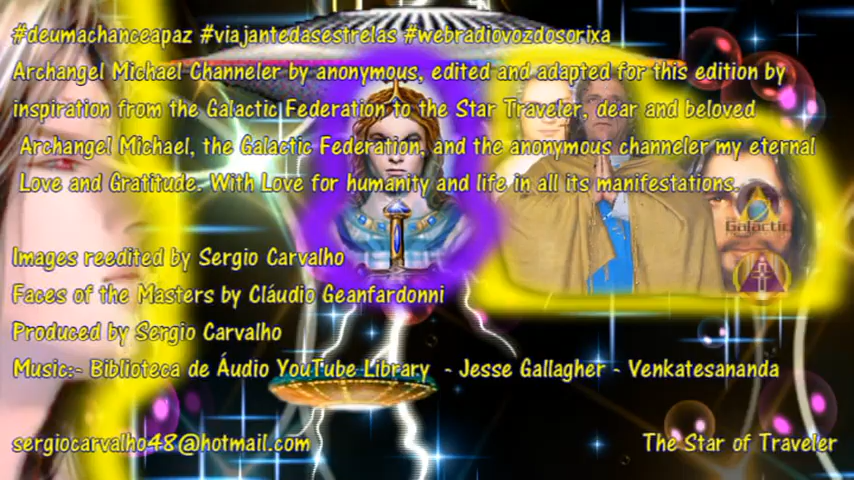 #deumachanceapaz #viajantedasestrelas #webradiovozdosorixa
Archangel Michael Channeler by anonymous, edited and adapted for this edition by
inspiration from the Galactic Federation to the Star Traveler, dear and beloved
Archangel Michael, the Galactic Federation, and the anonymous channeler my eternal
Love and Gratitude. With Love for humanity and life in all its manifestations.
Galactic
Images reedited by Sergio Carvalho
Faces of the Masters by Cláudio Geanfardonni
Produced by Sergio Carvalho
Music:- Biblioteca de Áudio YouTube Library - Jesse Gallagher - Venkatesananda
sergiocarvalho48@hotmail.com
The Star of Traveler